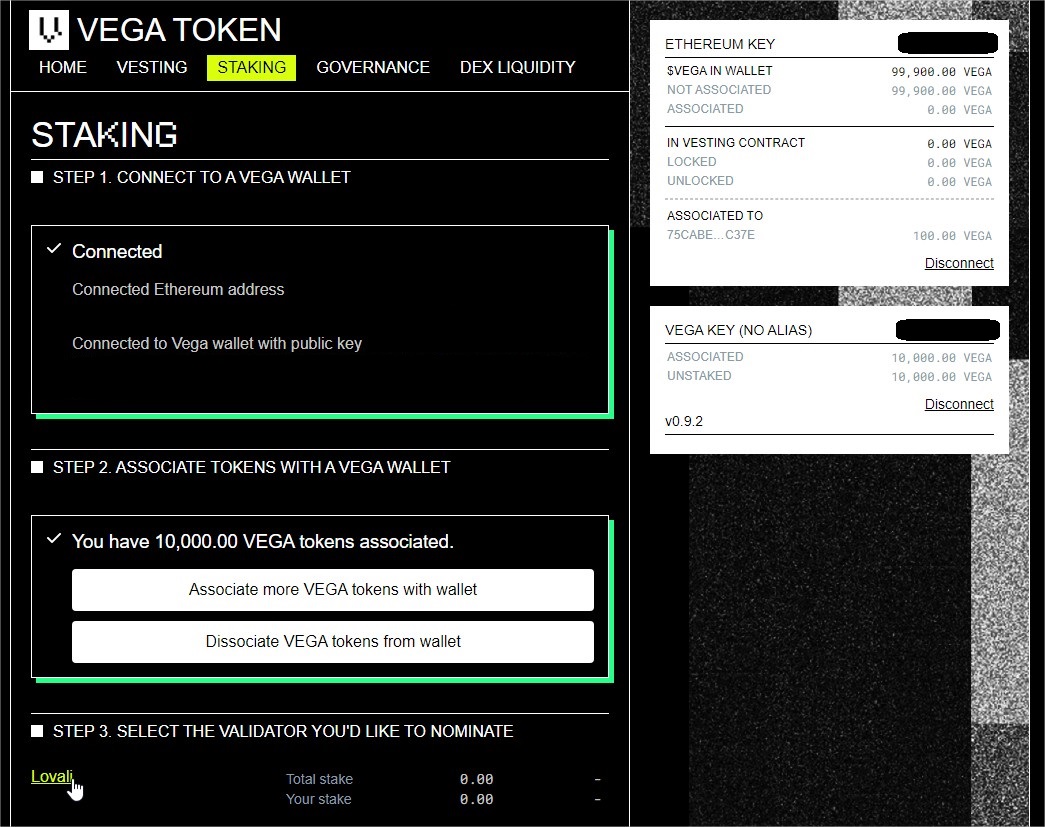 VEGA TOKEN
HOME VESTING STAKING GOVERNANCE DEX LIQUIDITY
STAKING
STEP 1. CONNECT TO A VEGA WALLET
Connected
Connected Ethereum address
Connected to Vega wallet with public key
STEP 2. ASSOCIATE TOKENS WITH A VEGA WALLET
You have 10,000.00 VEGA tokens associated.
Associate more VEGA tokens with wallet
Dissociate VEGA tokens from wallet
STEP 3. SELECT THE VALIDATOR YOU'D LIKE TO NOMINATE
Lovali
Total stake 0.00 -
Your stake 0.00 -
ETHEREUM KEY
$VEGA IN WALLET 99,900.00 VEGA
NOT ASSOCIATED 99,900.00 VEGA
ASSOCIATED 0.00 VEGA
IN VESTING CONTRACT 0.00 VEGA
LOCKED 0.00 VEGA
UNLOCKED 0.00 VEGA
ASSOCIATED TO
75CABE...C37E 100.00 VEGA
Disconnect
VEGA KEY (NO ALIAS)
ASSOCIATED 10,000.00 VEGA
UNSTAKED 10,000.00 VEGA
Disconnect
v0.9.2